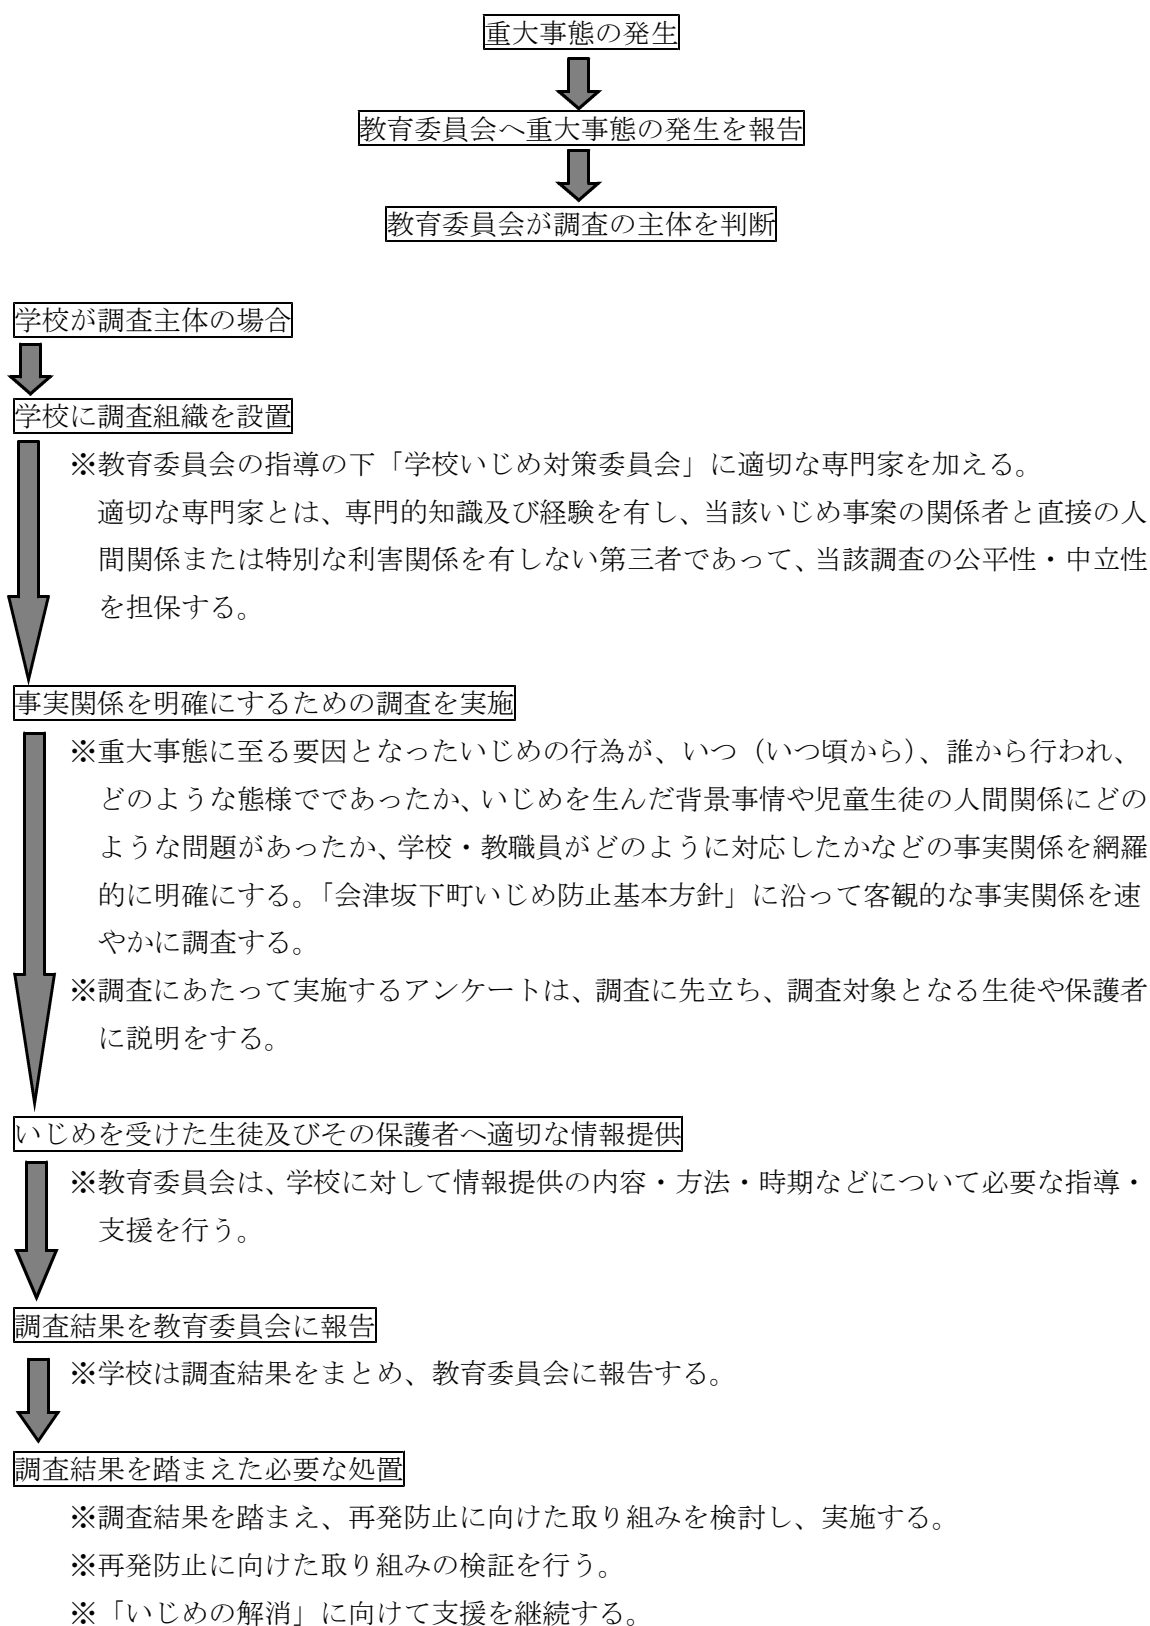 重大事態の発生
教育委員会へ重大事態の発生を報告
教育委員会が調査の主体を判断
学校が調査主体の場合
学校に調査組織を設置
※教育委員会の指導の下「学校いじめ対策委員会」に適切な専門家を加える。
適切な専門家とは、専門的知識及び経験を有し、当該いじめ事案の関係者と直接の人
間関係または特別な利害関係を有しない第三者であって、当該調査の公平性・中立性
を担保する。
事実関係を明確にするための調査を実施
※重大事態に至る要因となったいじめの行為が、いつ（いつ頃から）、誰から行われ、
どのような態様でであったか、いじめを生んだ背景事情や児童生徒の人間関係にどの
ような問題があったか、学校・教職員がどのように対応したかなどの事実関係を網羅
的に明確にする。「会津坂下町いじめ防止基本方針」に沿って客観的な事実関係を速
やかに調査する。
※調査にあたって実施するアンケートは、調査に先立ち、調査対象となる生徒や保護者
に説明をする。
いじめを受けた生徒及びその保護者へ適切な情報提供
※教育委員会は、学校に対して情報提供の内容・方法・時期などについて必要な指導・
支援を行う。
調査結果を教育委員会に報告
※学校は調査結果をまとめ、教育委員会に報告する。
調査結果を踏まえた必要な処置
※調査結果を踏まえ、再発防止に向けた取り組みを検討し、実施する。
※再発防止に向けた取り組みの検証を行う。
※「いじめの解消」に向けて支援を継続する。